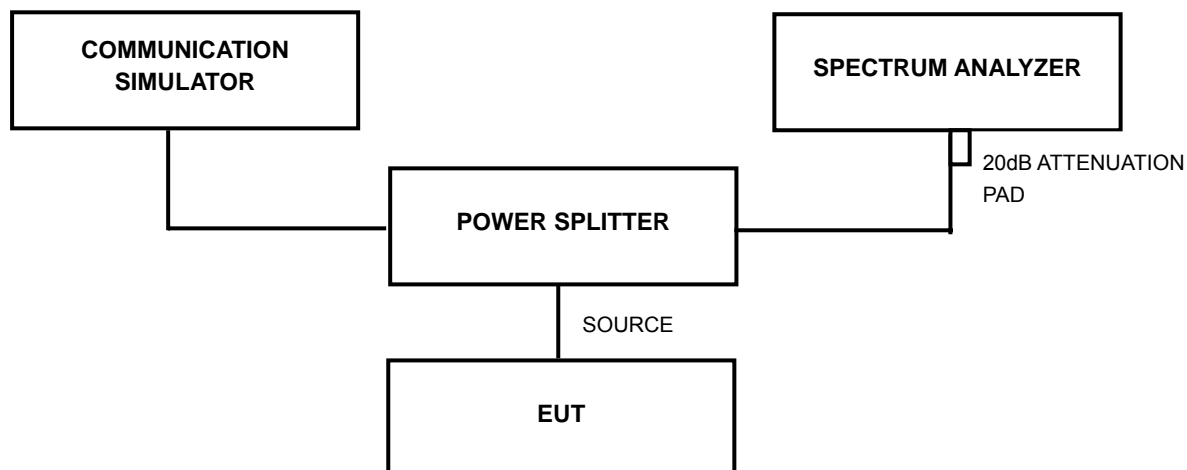 COMMUNICATION
SIMULATOR
SPECTRUM ANALYZER
20dB ATTENUATION
PAD
POWER SPLITTER
SOURCE
EUT